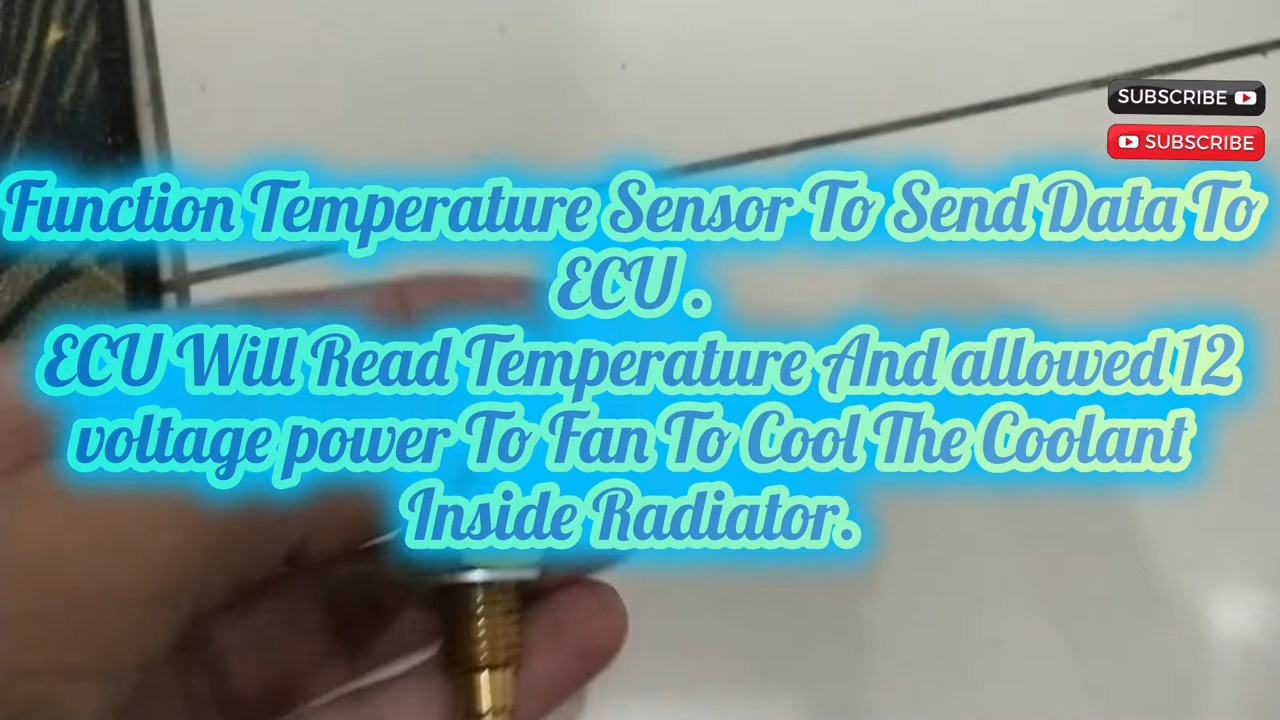 SUBSCRIBE
SUBSCRIBE
Function Temperature Sensor To Send Data To
ECU .
ECU Will Read Temperature And allowed 12
voltage power To Fan To Cool The Coolant
Inside Radiator.